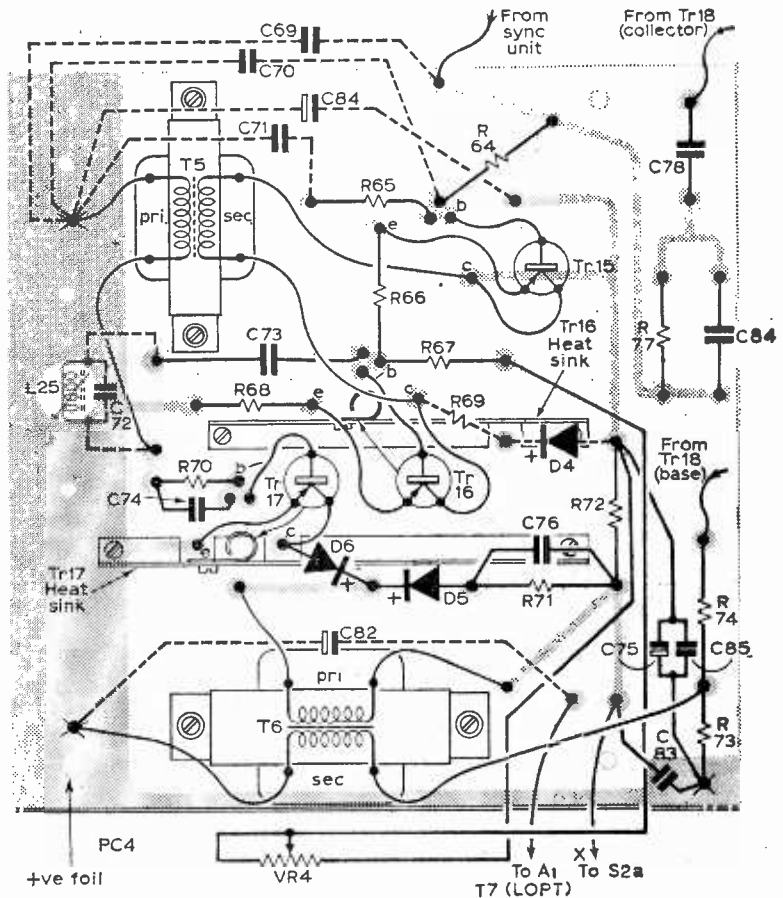 C69
From
sync
unit
From Tr18
(collector)
C70
C84
C71
T5
R
64
C78
pri.
sec
R65
b
e
Tr15
c
R66
Tr16
Heat
sink
R
77
C84
C73
R67
b
L25
C
72
R68
e
c
R69
+
D4
From
Tr18
(base)
R70
b
C74
Tr
17
Tr
16
R72
C76
e
c
D6
Tr17
Heat
sink
+
+
D5
R71
R
74
C82
C75
C85
pri
T6
R
73
C
83
sec
PC4
+ve foil
VR4
To A1
T7 (LOPT)
X
To S2a